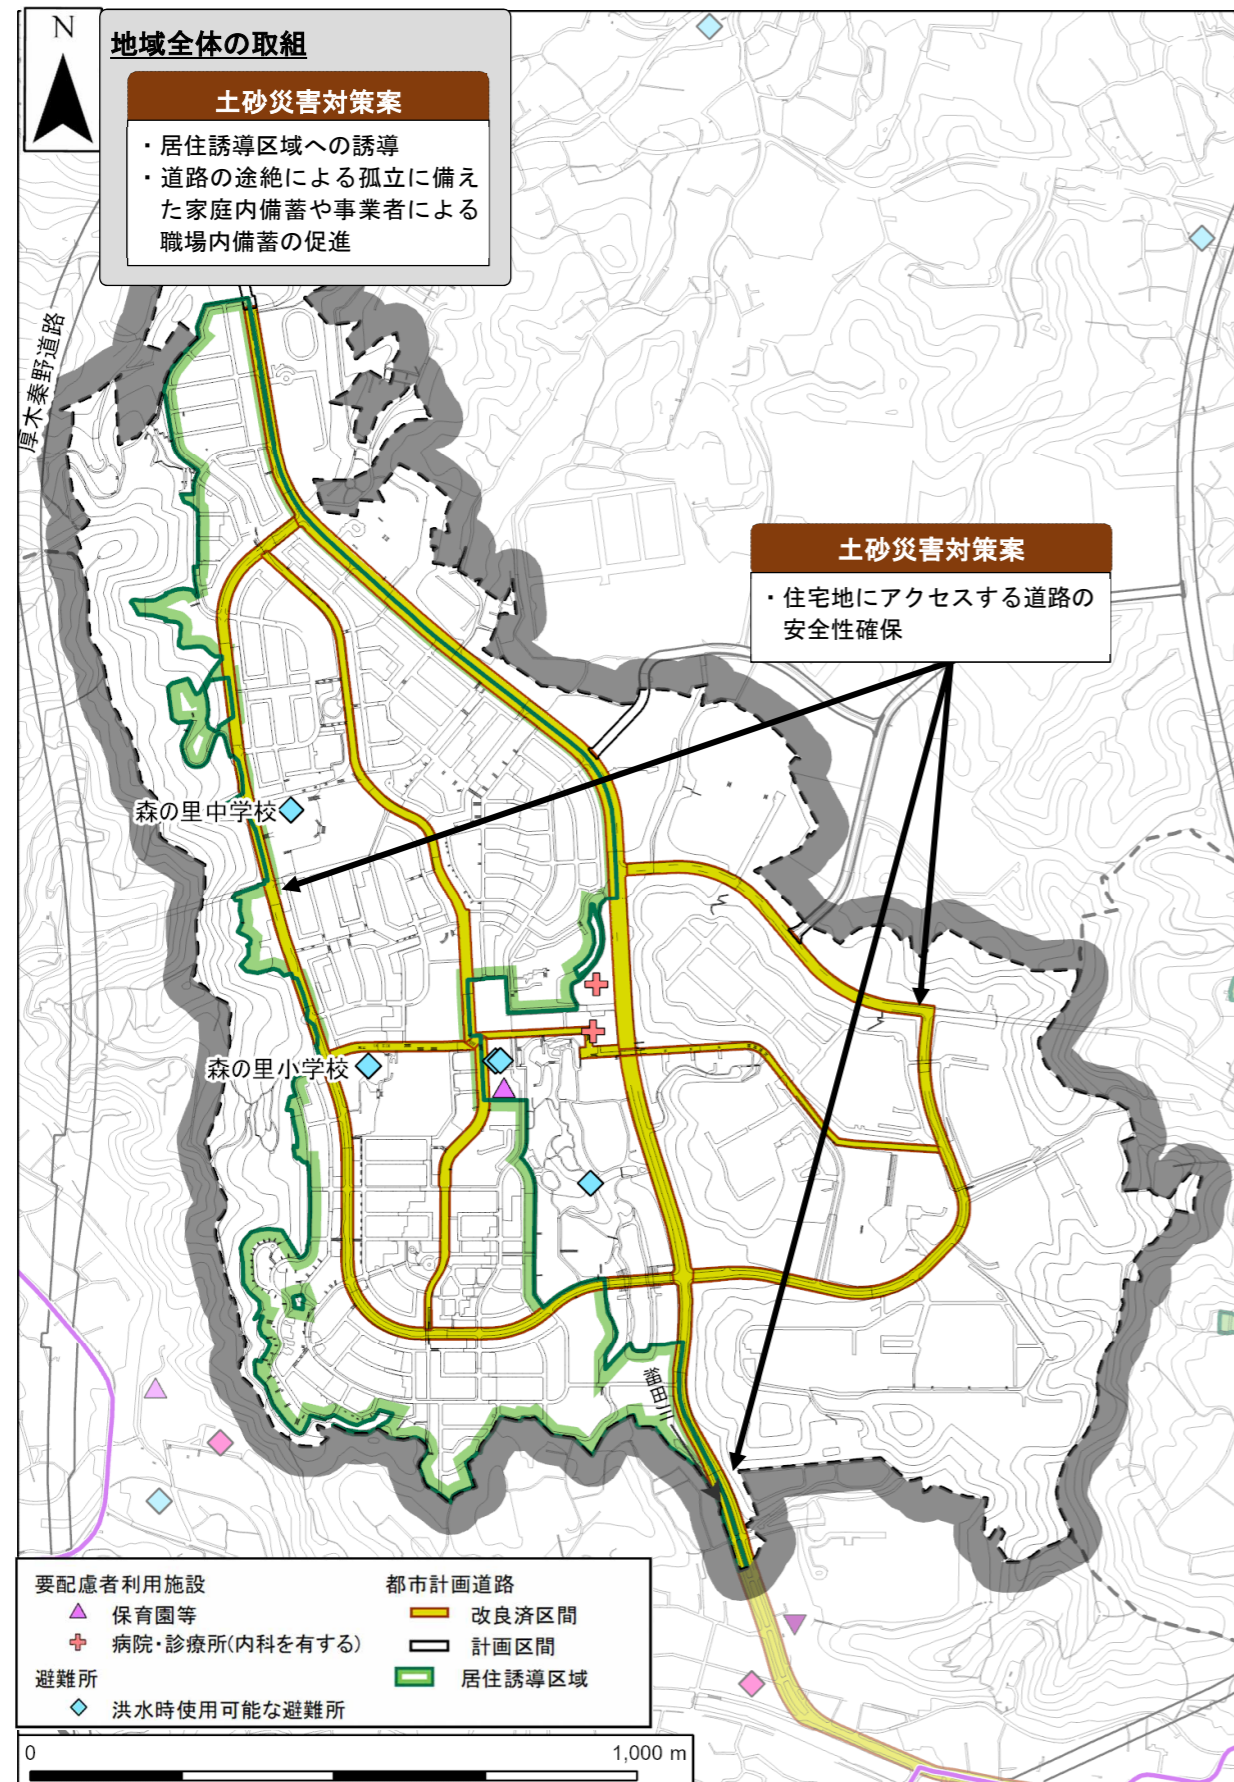 N
地域全体の取組
土砂災害対策案
・居住誘導区域への誘導
・道路の途絶による孤立に備え
た家庭内備蓄や事業者による
職場内備蓄の促進
厚木秦野道路
土砂災害対策案
・住宅地にアクセスする道路の
安全性確保
森の里中学校
森の里小学校
要配慮者利用施設
保育園等
病院・診療所(内科を有する)
避難所
洪水時使用可能な避難所
都市計画道路
改良済区間
計画区間
居住誘導区域
0
1,000 m